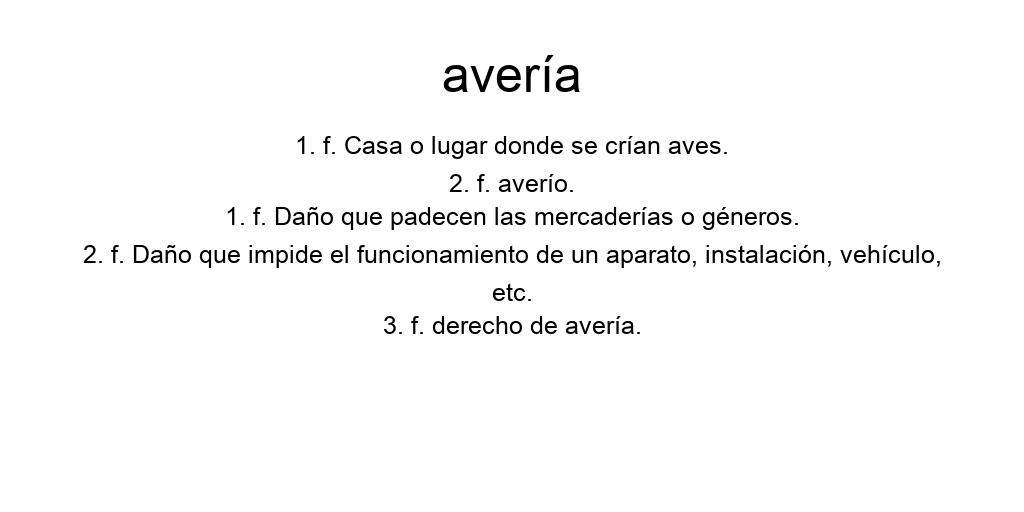 avería
1. f. Casa o lugar donde se crían aves.
2. f. averío.
1. f. Daño que padecen las mercaderías o géneros.
2. f. Daño que impide el funcionamiento de un aparato, instalación, vehículo,
etc.
3. f. derecho de avería.